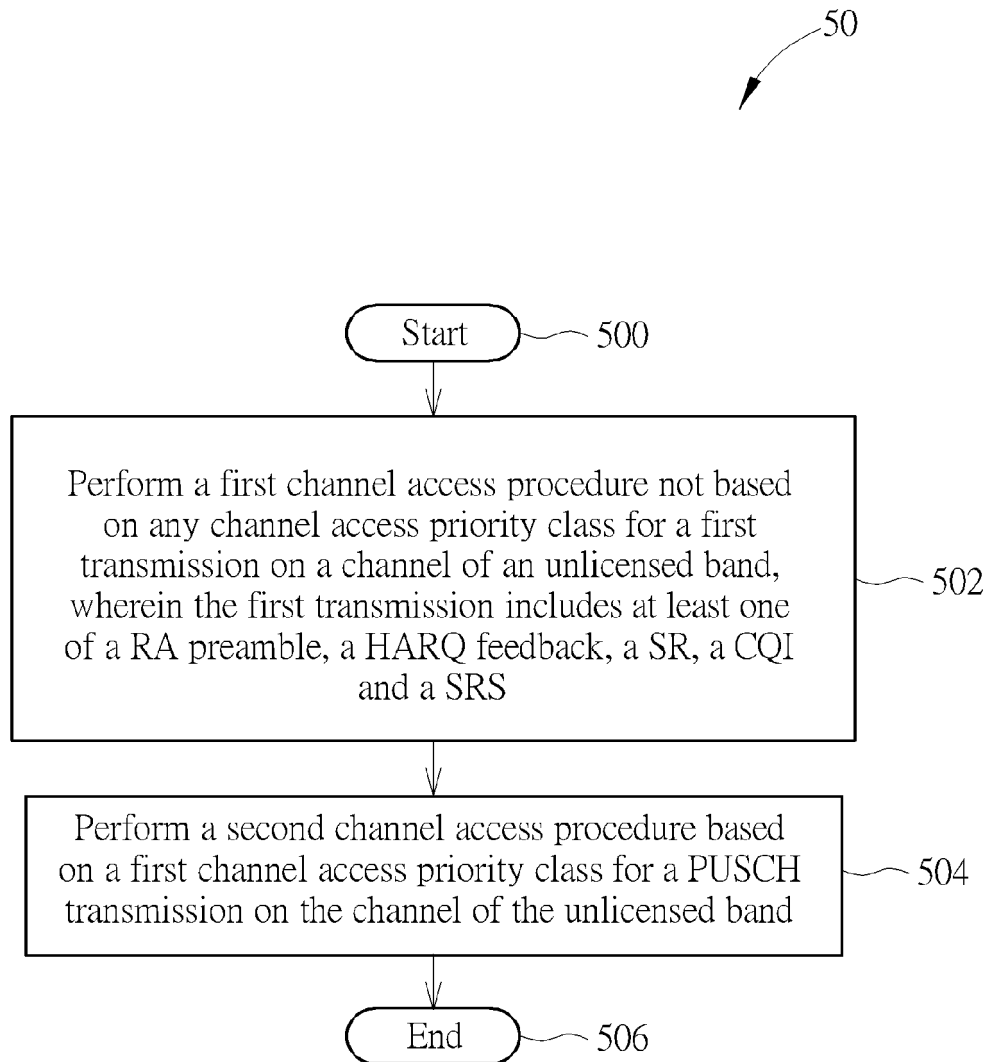 50
Start
500
Perform a first channel access procedure not based
on any channel access priority class for a first
transmission on a channel of an unlicensed band,
wherein the first transmission includes at least one
of a RA preamble, a HARQ feedback, a SR, a CQI
and a SRS
502
Perform a second channel access procedure based
on a first channel access priority class for a PUSCH
transmission on the channel of the unlicensed band
504
End
506